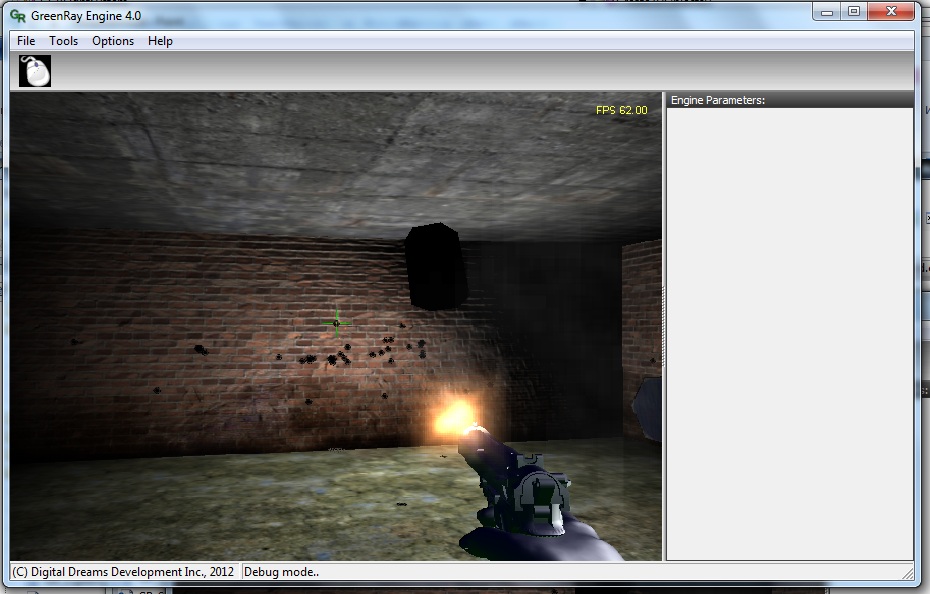 GR GreenRay Engine 4.0
File Tools Options Help
FPS 62.00
Engine Parameters:
(C) Digital Dreams Development Inc., 2012 Debug mode..